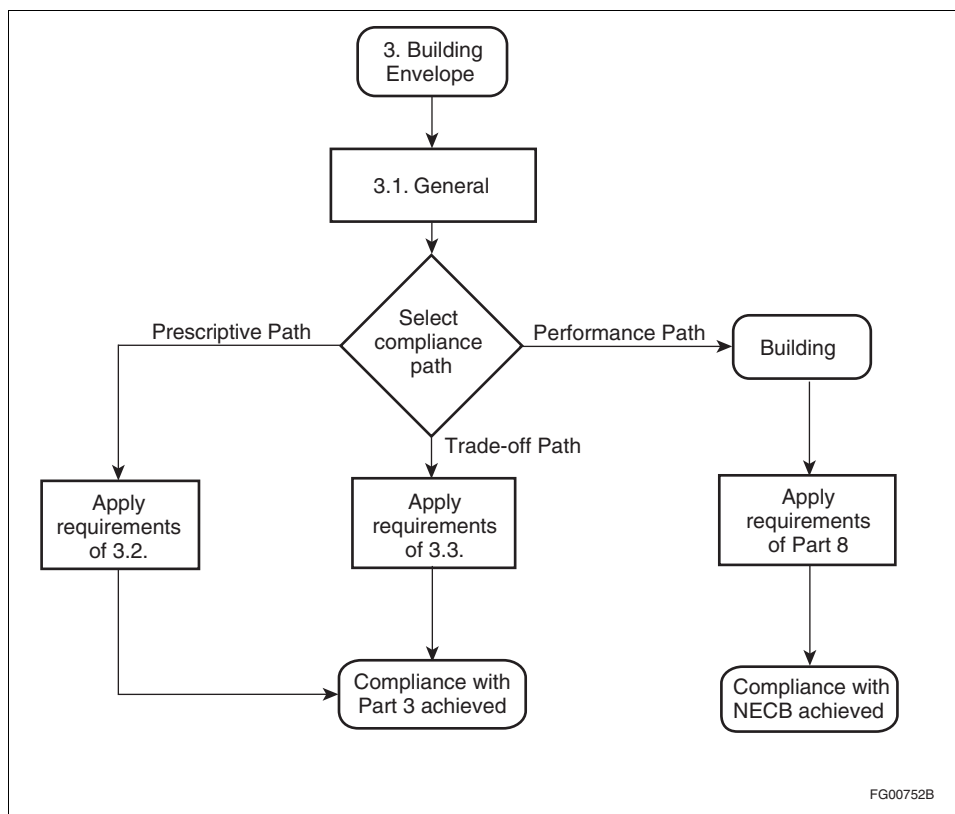 3. Building
Envelope
3.1. General
Select
compliance
path
Prescriptive Path
Performance Path
Trade-off Path
Building
Apply
requirements
of 3.2.
Apply
requirements
of 3.3.
Apply
requirements
of Part 8
Compliance with
Part 3 achieved
Compliance with
NECB achieved
FG00752B